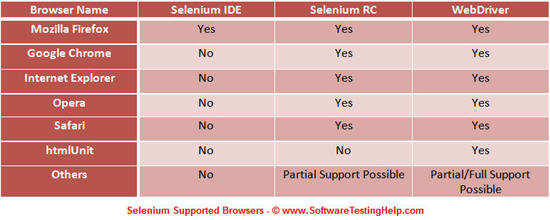 Browser Name Selenium IDE Selenium RC WebDriver
Mozilla Firefox Yes Yes Yes
Google Chrome No Yes Yes
Internet Explorer No Yes Yes
Opera No Yes Yes
Safari No Yes Yes
htmlUnit No No Yes
Others No Partial Support Possible Partial/Full Support
Possible
Selenium Supported Browsers - © www.SoftwareTestingHelp.com